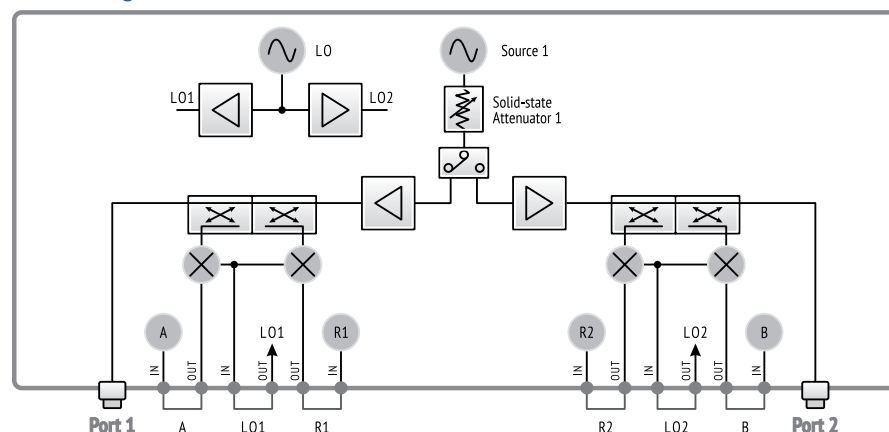 LO
Source 1
LO1
LO2
Solid-state
Attenuator 1
A
LO1
R1
R2
LO2
B
IN
OUT
IN
OUT
OUT
IN
IN
OUT
IN
OUT
OUT
IN
Port 1
A
LO1
R1
R2
LO2
B
Port 2